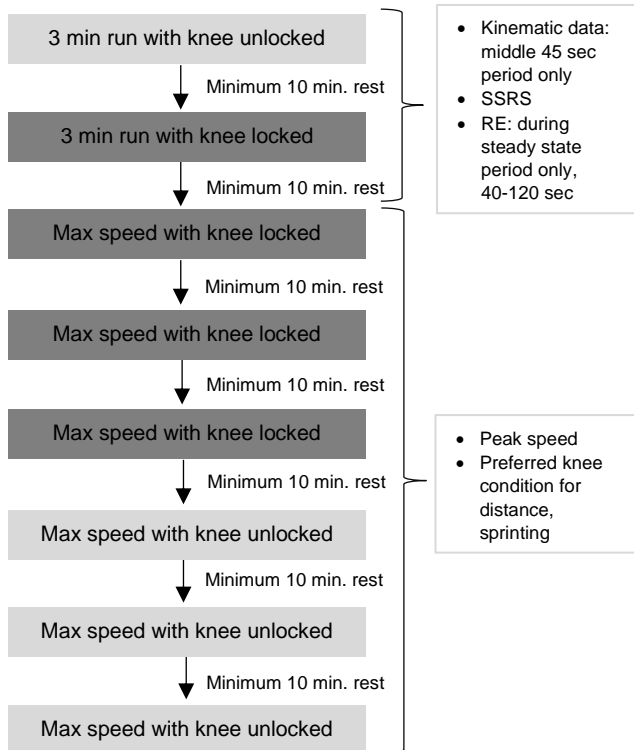 3 min run with knee unlocked
Minimum 10 min. rest
3 min run with knee locked
Minimum 10 min. rest
Max speed with knee locked
Minimum 10 min. rest
Max speed with knee locked
Minimum 10 min. rest
Max speed with knee locked
Minimum 10 min. rest
Max speed with knee unlocked
Minimum 10 min. rest
Max speed with knee unlocked
Minimum 10 min. rest
Max speed with knee unlocked
• Kinematic data:
middle 45 sec
period only
• SSRS
• RE: during
steady state
period only,
40-120 sec
• Peak speed
• Preferred knee
condition for
distance,
sprinting